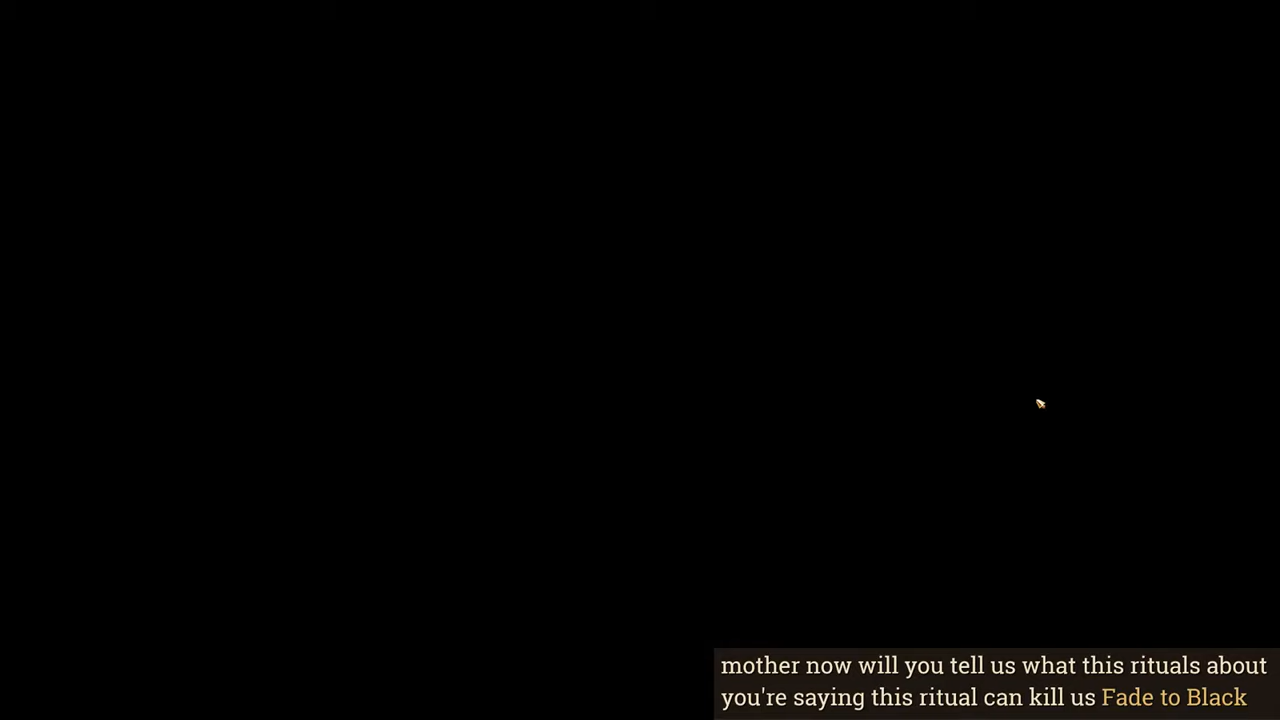 mother now will you tell us what this rituals about
you're saying this ritual can kill us Fade to Black